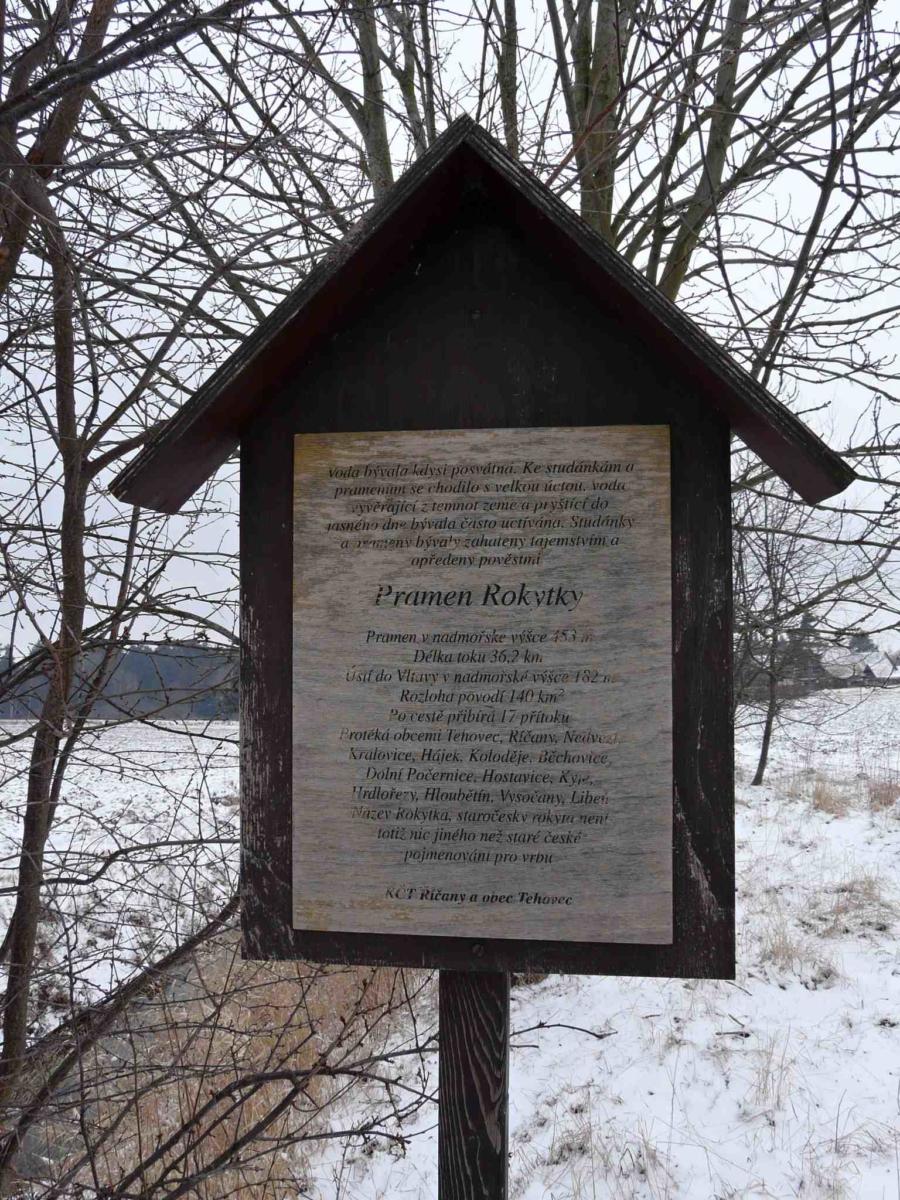 voda bývala kdysi posvátná. Ke studánkám a
pramenům se chodilo s velkou úctou, voda
vyvěrající z temnot země a prýštící do
jasného dne bývala často uctívána. Studánky
a prameny bývaly zahaleny tajemstvím a
opředeny pověstmi
Pramen Rokytky
Pramen v nadmořské výšce 453 m
Délka toku 36,2 km
Ústí do Vltavy v nadmořské výšce 182 m
Rozloha povodí 140 km²
Po cestě přibírá 17 přítoků
Protéká obcemi Tehovec, Říčany, Nedvězí,
Královice, Hájek, Koloděje, Běchovice,
Dolní Počernice, Hostavice, Kyje,
Hrdlořezy, Hloubětín, Vysočany, Libeň
Název Rokytka, staročesky rokyta není
totiž nic jiného než staré české
pojmenování pro vrbu
KČT Říčany a obec Tehovec